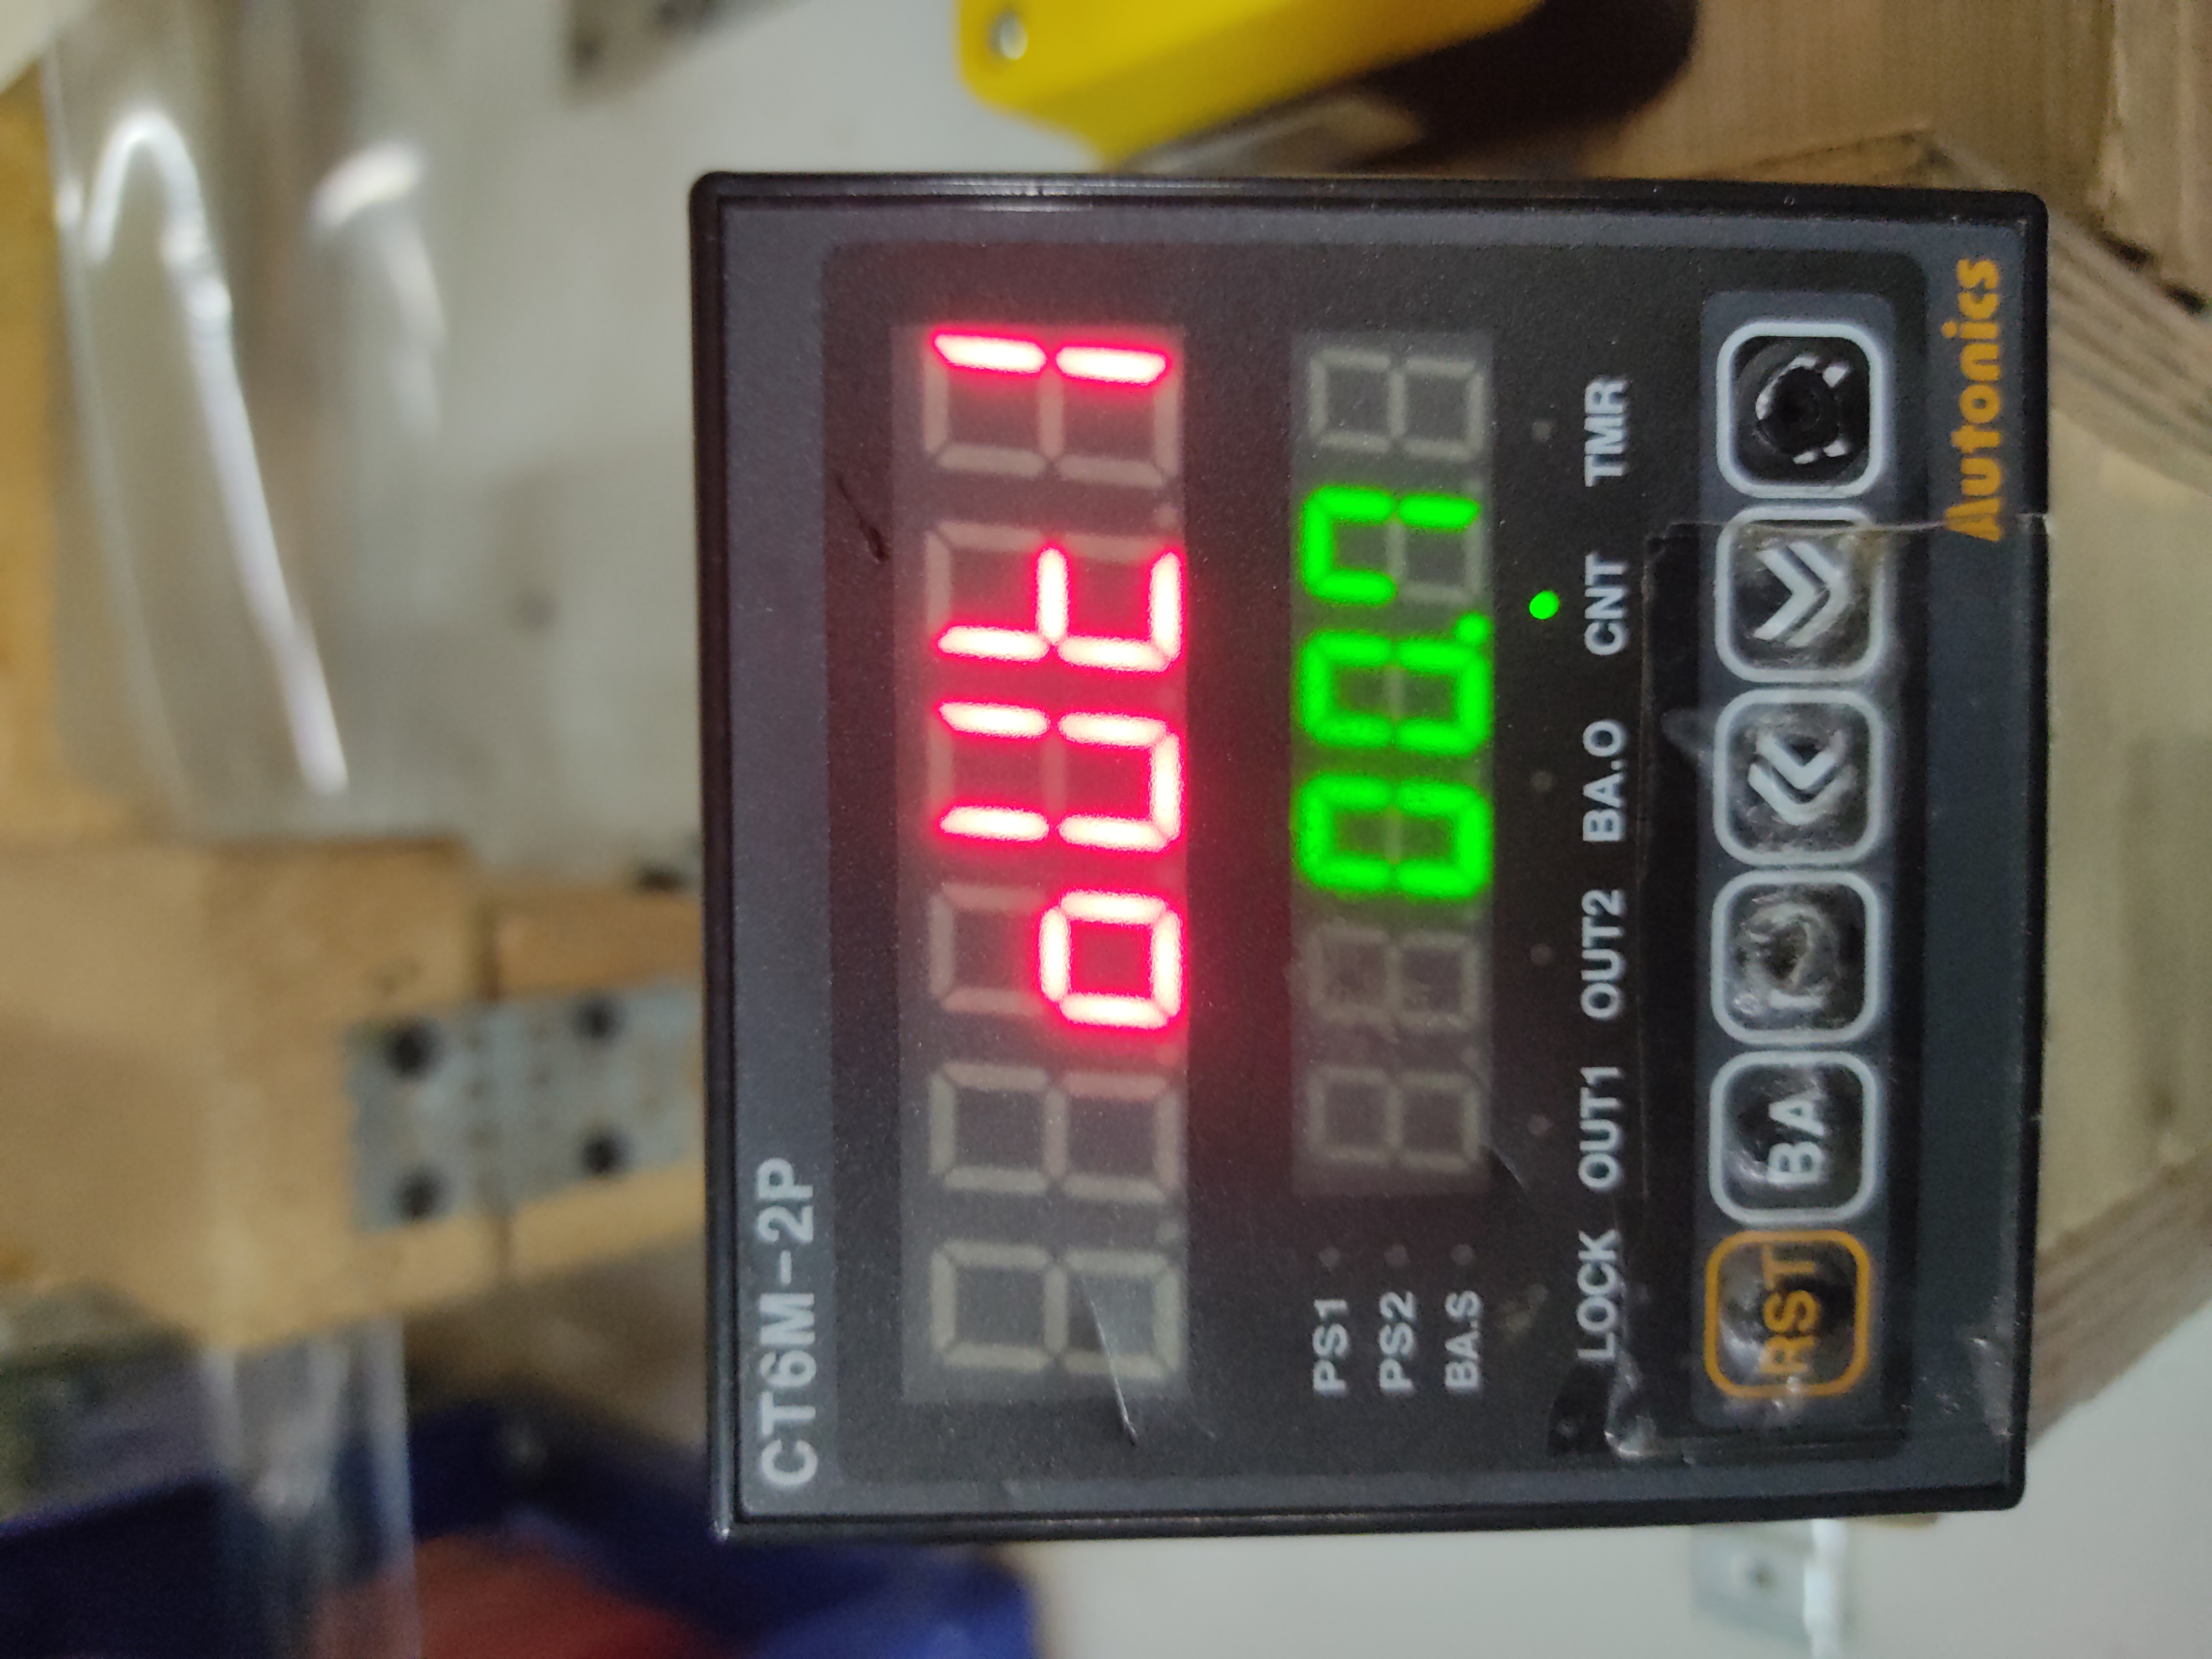 CT6M-2P
oUt 1
PS1
PS2
BA.S
00.7
LOCK OUT1 OUT2 BA.O CNT TMR
RST BA
Autonics